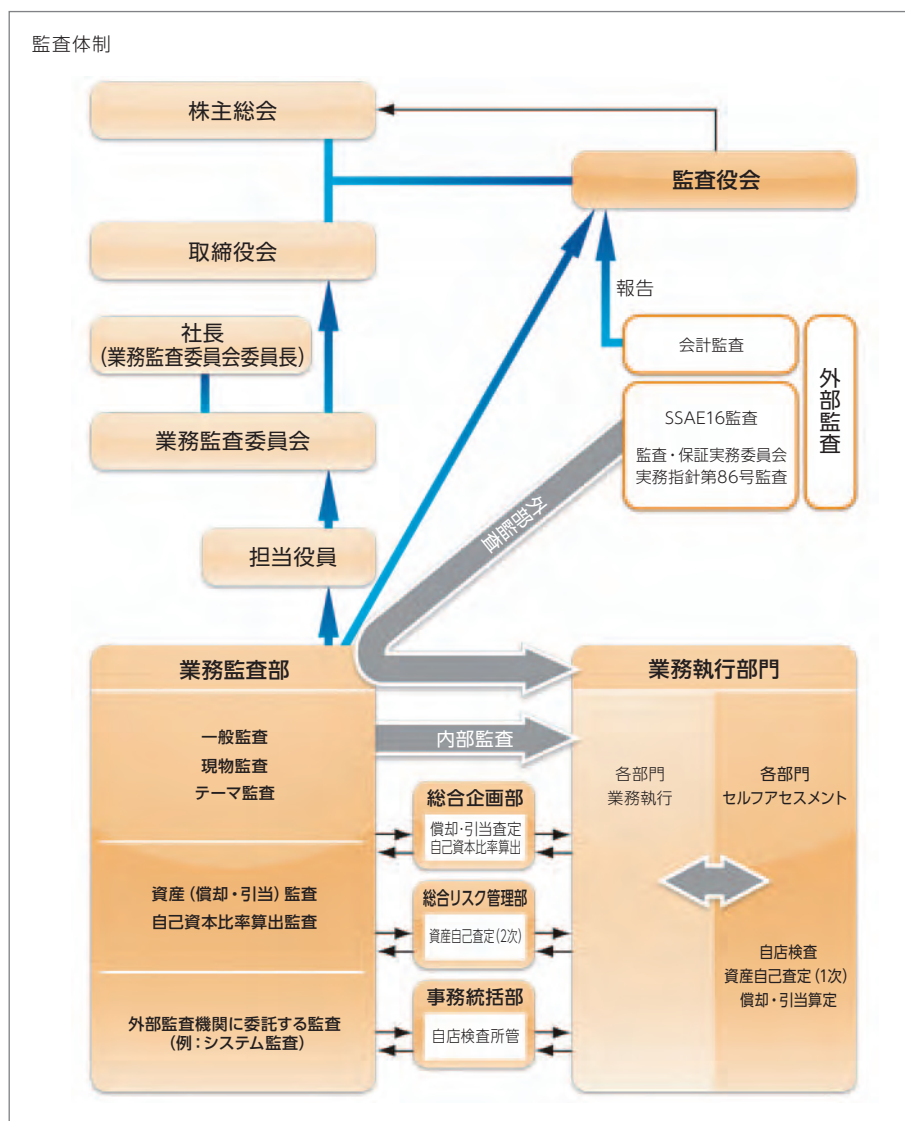 監査体制
株主総会
監査役会
取締役会
報告
社長
(業務監査委員会委員長)
会計監査
外部監査
業務監査委員会
SSAE16監査
監査・保証実務委員会
実務指針第86号監査
外部監査
担当役員
業務監査部
業務執行部門
一般監査
現物監査
テーマ監査
内部監査
各部門
業務執行
各部門
セルフアセスメント
総合企画部
償却・引当査定
自己資本比率算出
資産(償却・引当)監査
自己資本比率算出監査
総合リスク管理部
資産自己査定(2次)
自店検査
資産自己査定(1次)
償却・引当算定
外部監査機関に委託する監査
(例:システム監査)
事務統括部
自店検査所管